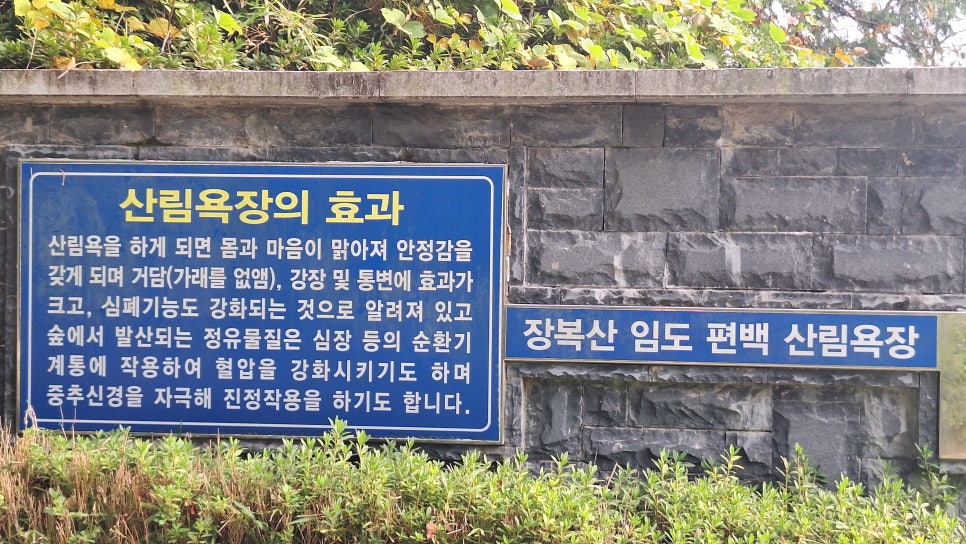 산림욕장의 효과
산림욕을 하게 되면 몸과 마음이 맑아져 안정감을
갖게 되며 거담(가래를 없앰), 강장 및 통변에 효과가
크고, 심폐기능도 강화되는 것으로 알려져 있고
숲에서 발산되는 정유물질은 심장 등의 순환기
계통에 작용하여 혈압을 강화시키기도 하며
중추신경을 자극해 진정작용을 하기도 합니다.
장복산 임도 편백 산림욕장